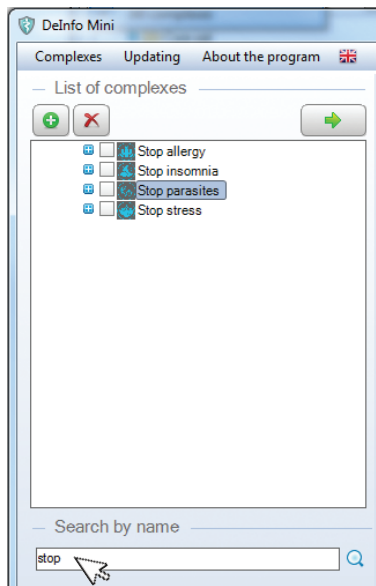 DeInfo Mini
Complexes Updating About the program
List of complexes
Stop allergy
Stop insomnia
Stop parasites
Stop stress
Search by name
stop